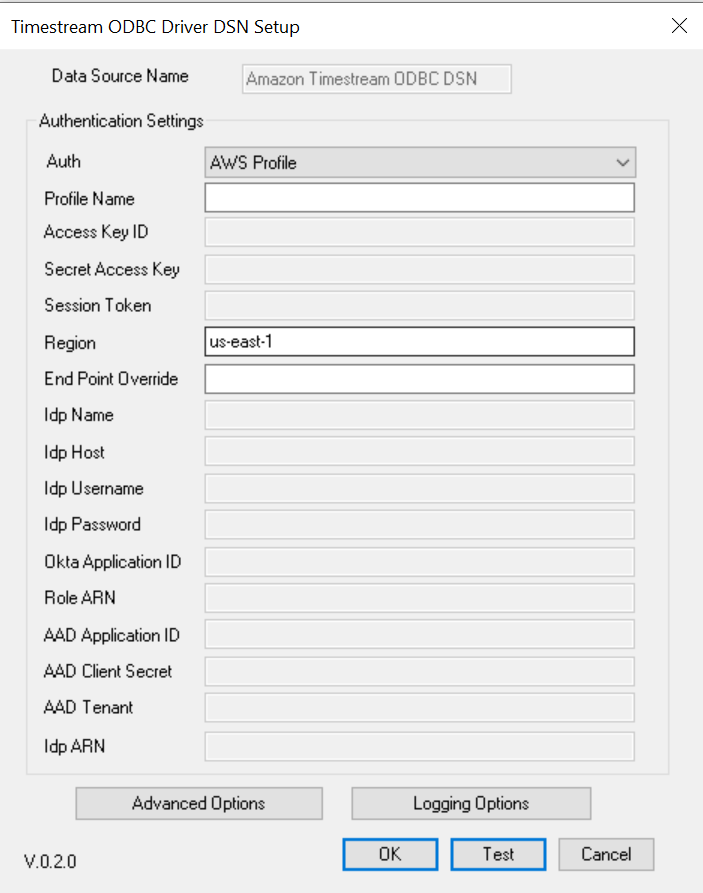 Timestream ODBC Driver DSN Setup
Data Source Name Amazon Timestream ODBC DSN
Authentication Settings
Auth AWS Profile
Profile Name
Access Key ID
Secret Access Key
Session Token
Region us-east-1
End Point Override
Idp Name
Idp Host
Idp Username
Idp Password
Okta Application ID
Role ARN
AAD Application ID
AAD Client Secret
AAD Tenant
Idp ARN
Advanced Options Logging Options
V.0.2.0 OK Test Cancel